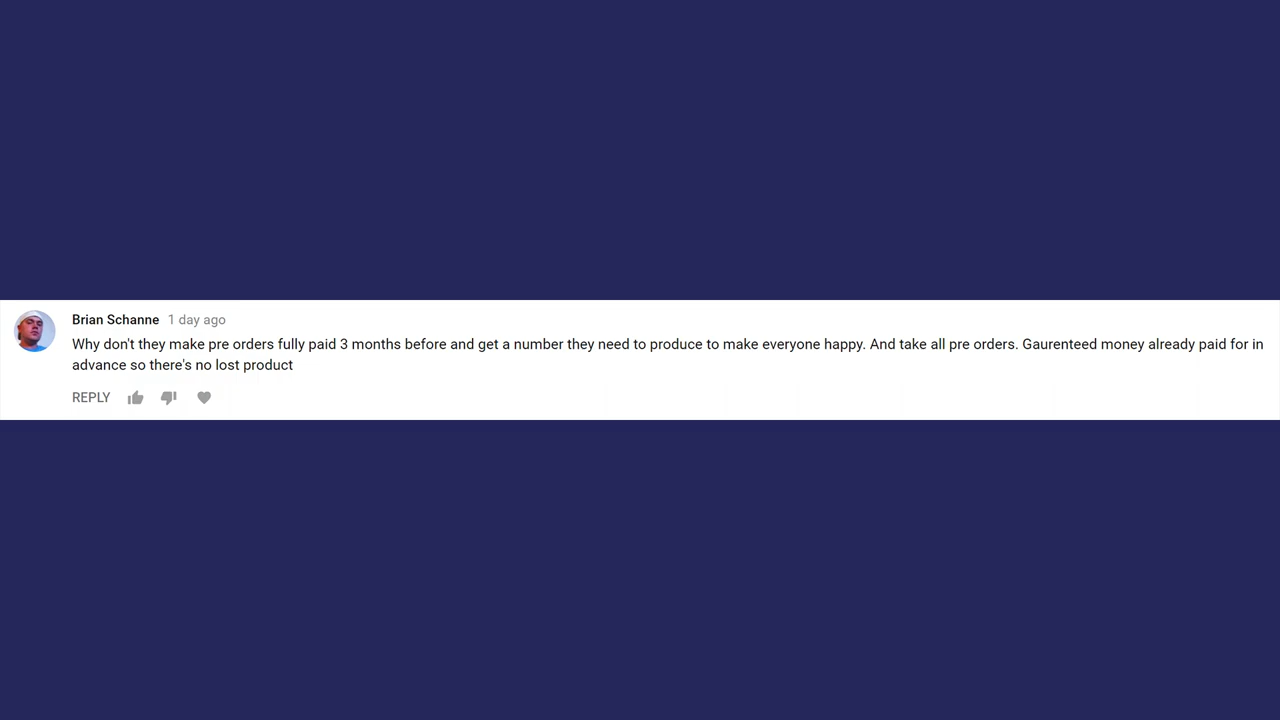 Brian Schanne 1 day ago
Why don't they make pre orders fully paid 3 months before and get a number they need to produce to make everyone happy. And take all pre orders. Gaurenteed money already paid for in
advance so there's no lost product
REPLY